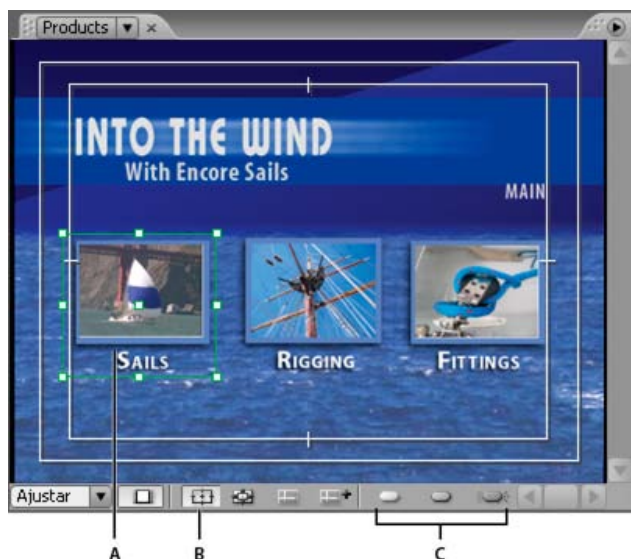 Products
INTO THE WIND
With Encore Sails
MAIN
SAILS
RIGGING
FITTINGS
Ajustar
A
B
C